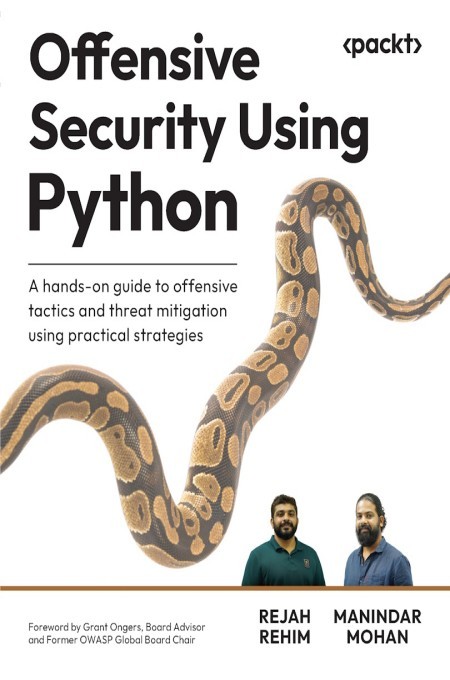 Offensive
Security Using
Python
<packt>
A hands-on guide to offensive
tactics and threat mitigation
using practical strategies
Foreword by Grant Ongers, Board Advisor
and Former OWASP Global Board Chair
REJAH
REHIM
MANINDAR
MOHAN